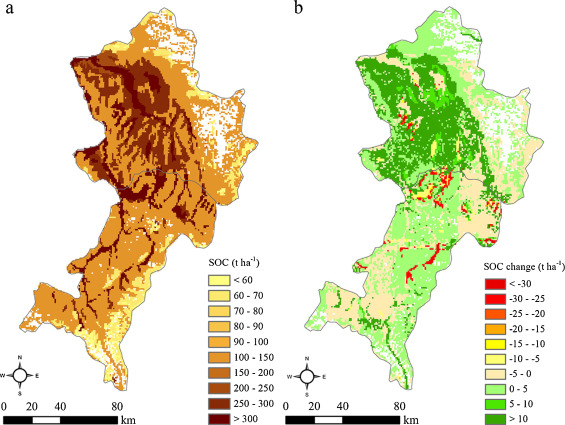 a
b
SOC (t ha-1)
< 60
60 - 70
70 - 80
80 - 90
90 - 100
100 - 150
150 - 200
200 - 250
250 - 300
> 300
N
W E
S
0 20 40 80
km
SOC change (t ha-1)
< -30
-30 - -25
-25 - -20
-20 - -15
-15 - -10
-10 - -5
-5 - 0
0 - 5
5 - 10
> 10
N
W E
S
0 20 40 80
km